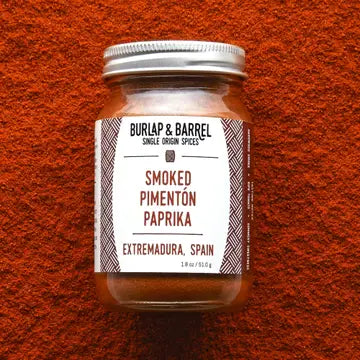 BURLAP & BARREL
SINGLE ORIGIN SPICES
SMOKED
PIMENTÓN
PAPRIKA
EXTREMADURA, SPAIN
1.8 oz / 51.0 g